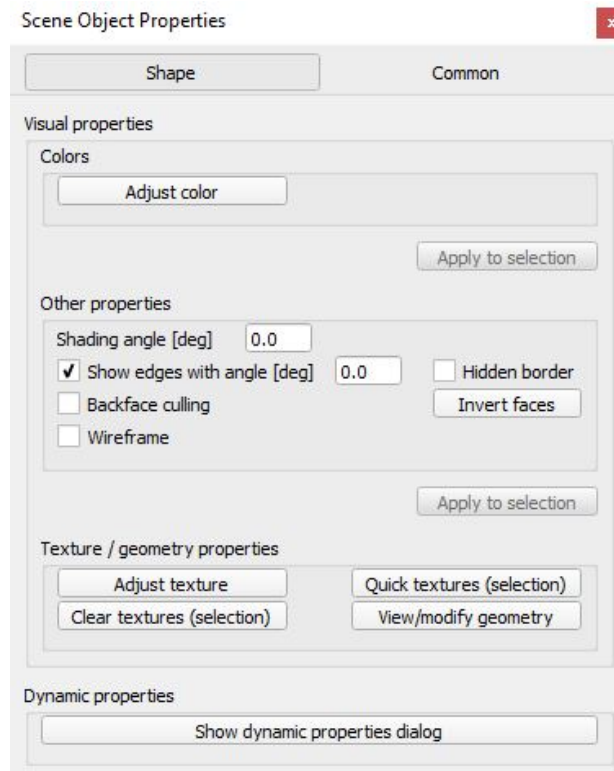 Scene Object Properties x
Shape Common
Visual properties
Colors
Adjust color
Apply to selection
Other properties
Shading angle [deg] 0.0
Show edges with angle [deg] 0.0 Hidden border
Backface culling Invert faces
Wireframe
Apply to selection
Texture / geometry properties
Adjust texture Quick textures (selection)
Clear textures (selection) View/modify geometry
Dynamic properties
Show dynamic properties dialog